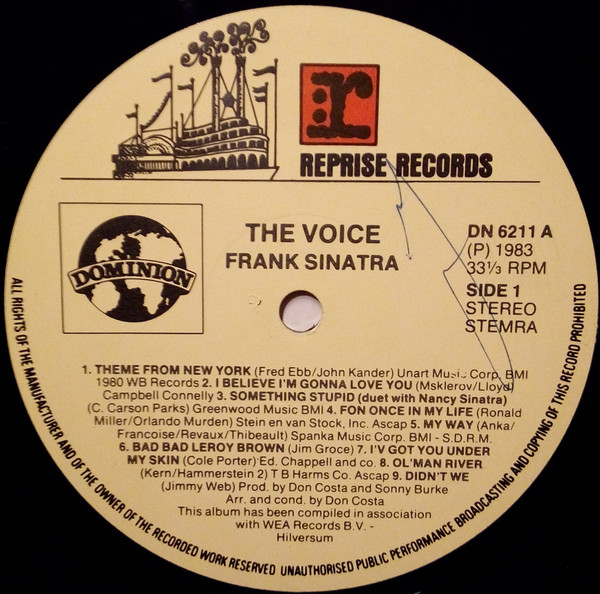 REPRISE RECORDS
DOMINION
THE VOICE
FRANK SINATRA
DN 6211 A
(P) 1983
33⅓ RPM
SIDE 1
STEREO
STEMRA
1. THEME FROM NEW YORK (Fred Ebb/John Kander) Unart Music Corp. BMI
1980 WB Records 2. I BELIEVE I'M GONNA LOVE YOU (Msklerov/Lloyd/
Campbell Connelly 3. SOMETHING STUPID (duet with Nancy Sinatra)
(C. Carson Parks) Greenwood Music BMI 4. FON ONCE IN MY LIFE (Ronald
Miller/Orlando Murden) Stein en van Stock, Inc. Ascap 5. MY WAY (Anka/
Francoise/Revaux/Thibeault) Spanka Music Corp. BMI - S.D.R.M.
6. BAD BAD LEROY BROWN (Jim Groce) 7. I'V GOT YOU UNDER
MY SKIN (Cole Porter) Ed. Chappell and co. 8. OL'MAN RIVER
(Kern/Hammerstein 2) T B Harms Co. Ascap 9. DIDN'T WE
(Jimmy Web) Prod. by Don Costa and Sonny Burke
Arr. and cond. by Don Costa
This album has been compiled in association
with WEA Records B.V. -
Hilversum
ALL RIGHTS OF THE MANUFACTURER AND OF THE OWNER OF THE RECORDED WORK RESERVED UNAUTHORISED PUBLIC PERFORMANCE BROADCASTING AND COPYING OF THIS RECORD PROHIBITED